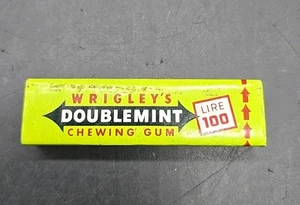 WRIGLEY'S
DOUBLEMINT
CHEWING GUM
LIRE
100